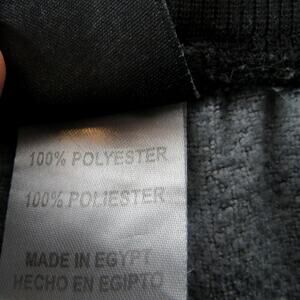 100% POLYESTER
100% POLIESTER
MADE IN EGYPT
HECHO EN EGIPTO